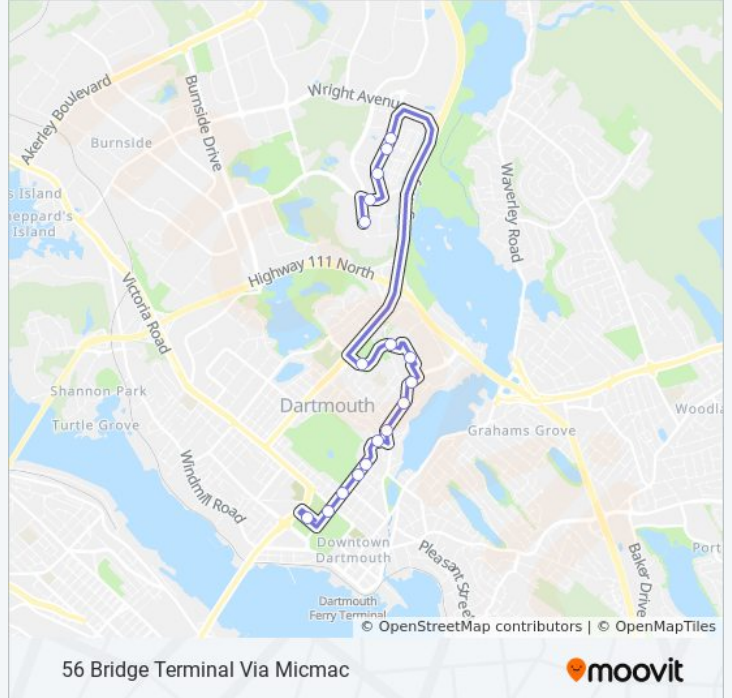 Wright Avenu
Akerley Boulevard
Burnside Drive
Burnside
Waverley Road
s Island
heppard's
Island
Highway 111 North
Victoria Road
Shannon Park
Turtle Grove
Dartmouth
Woodla
Grahams Grove
Windmill Road
Downtown
Dartmouth
Pleasant Street
Baker Drive
Port
Dartmouth
Ferry Terminal
© OpenStreetMap contributors | © OpenMapTiles
56 Bridge Terminal Via Micmac
moovit